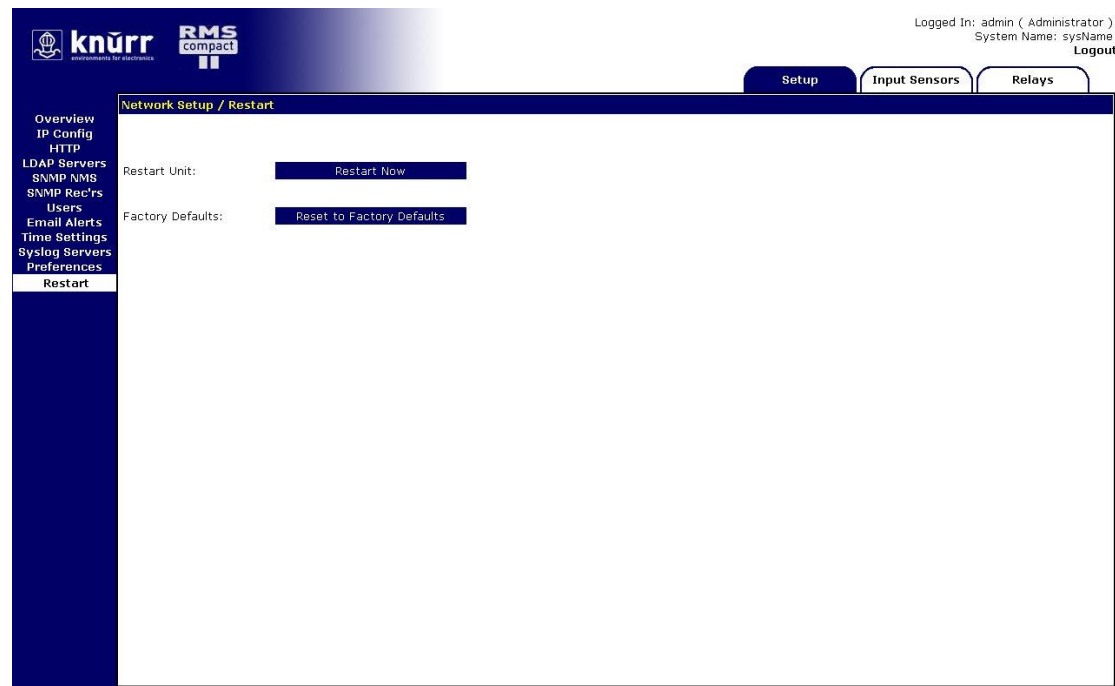 Logged In: admin ( Administrator )
System Name: sysName
Logout
knürr
environments for electronics
RMS
compact
II
Setup
Input Sensors
Relays
Network Setup / Restart
Overview
IP Config
HTTP
LDAP Servers
SNMP NMS
SNMP Rec'rs
Users
Email Alerts
Time Settings
Syslog Servers
Preferences
Restart
Restart Unit:
Restart Now
Factory Defaults:
Reset to Factory Defaults